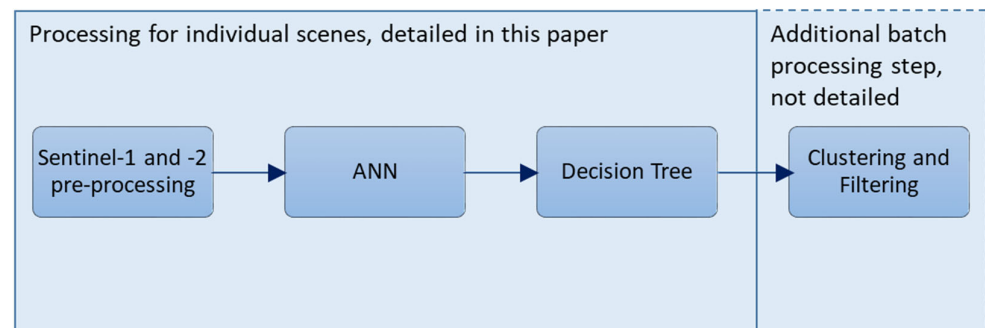 Processing for individual scenes, detailed in this paper
Additional batch
processing step,
not detailed
Sentinel-1 and -2
pre-processing
ANN
Decision Tree
Clustering and
Filtering